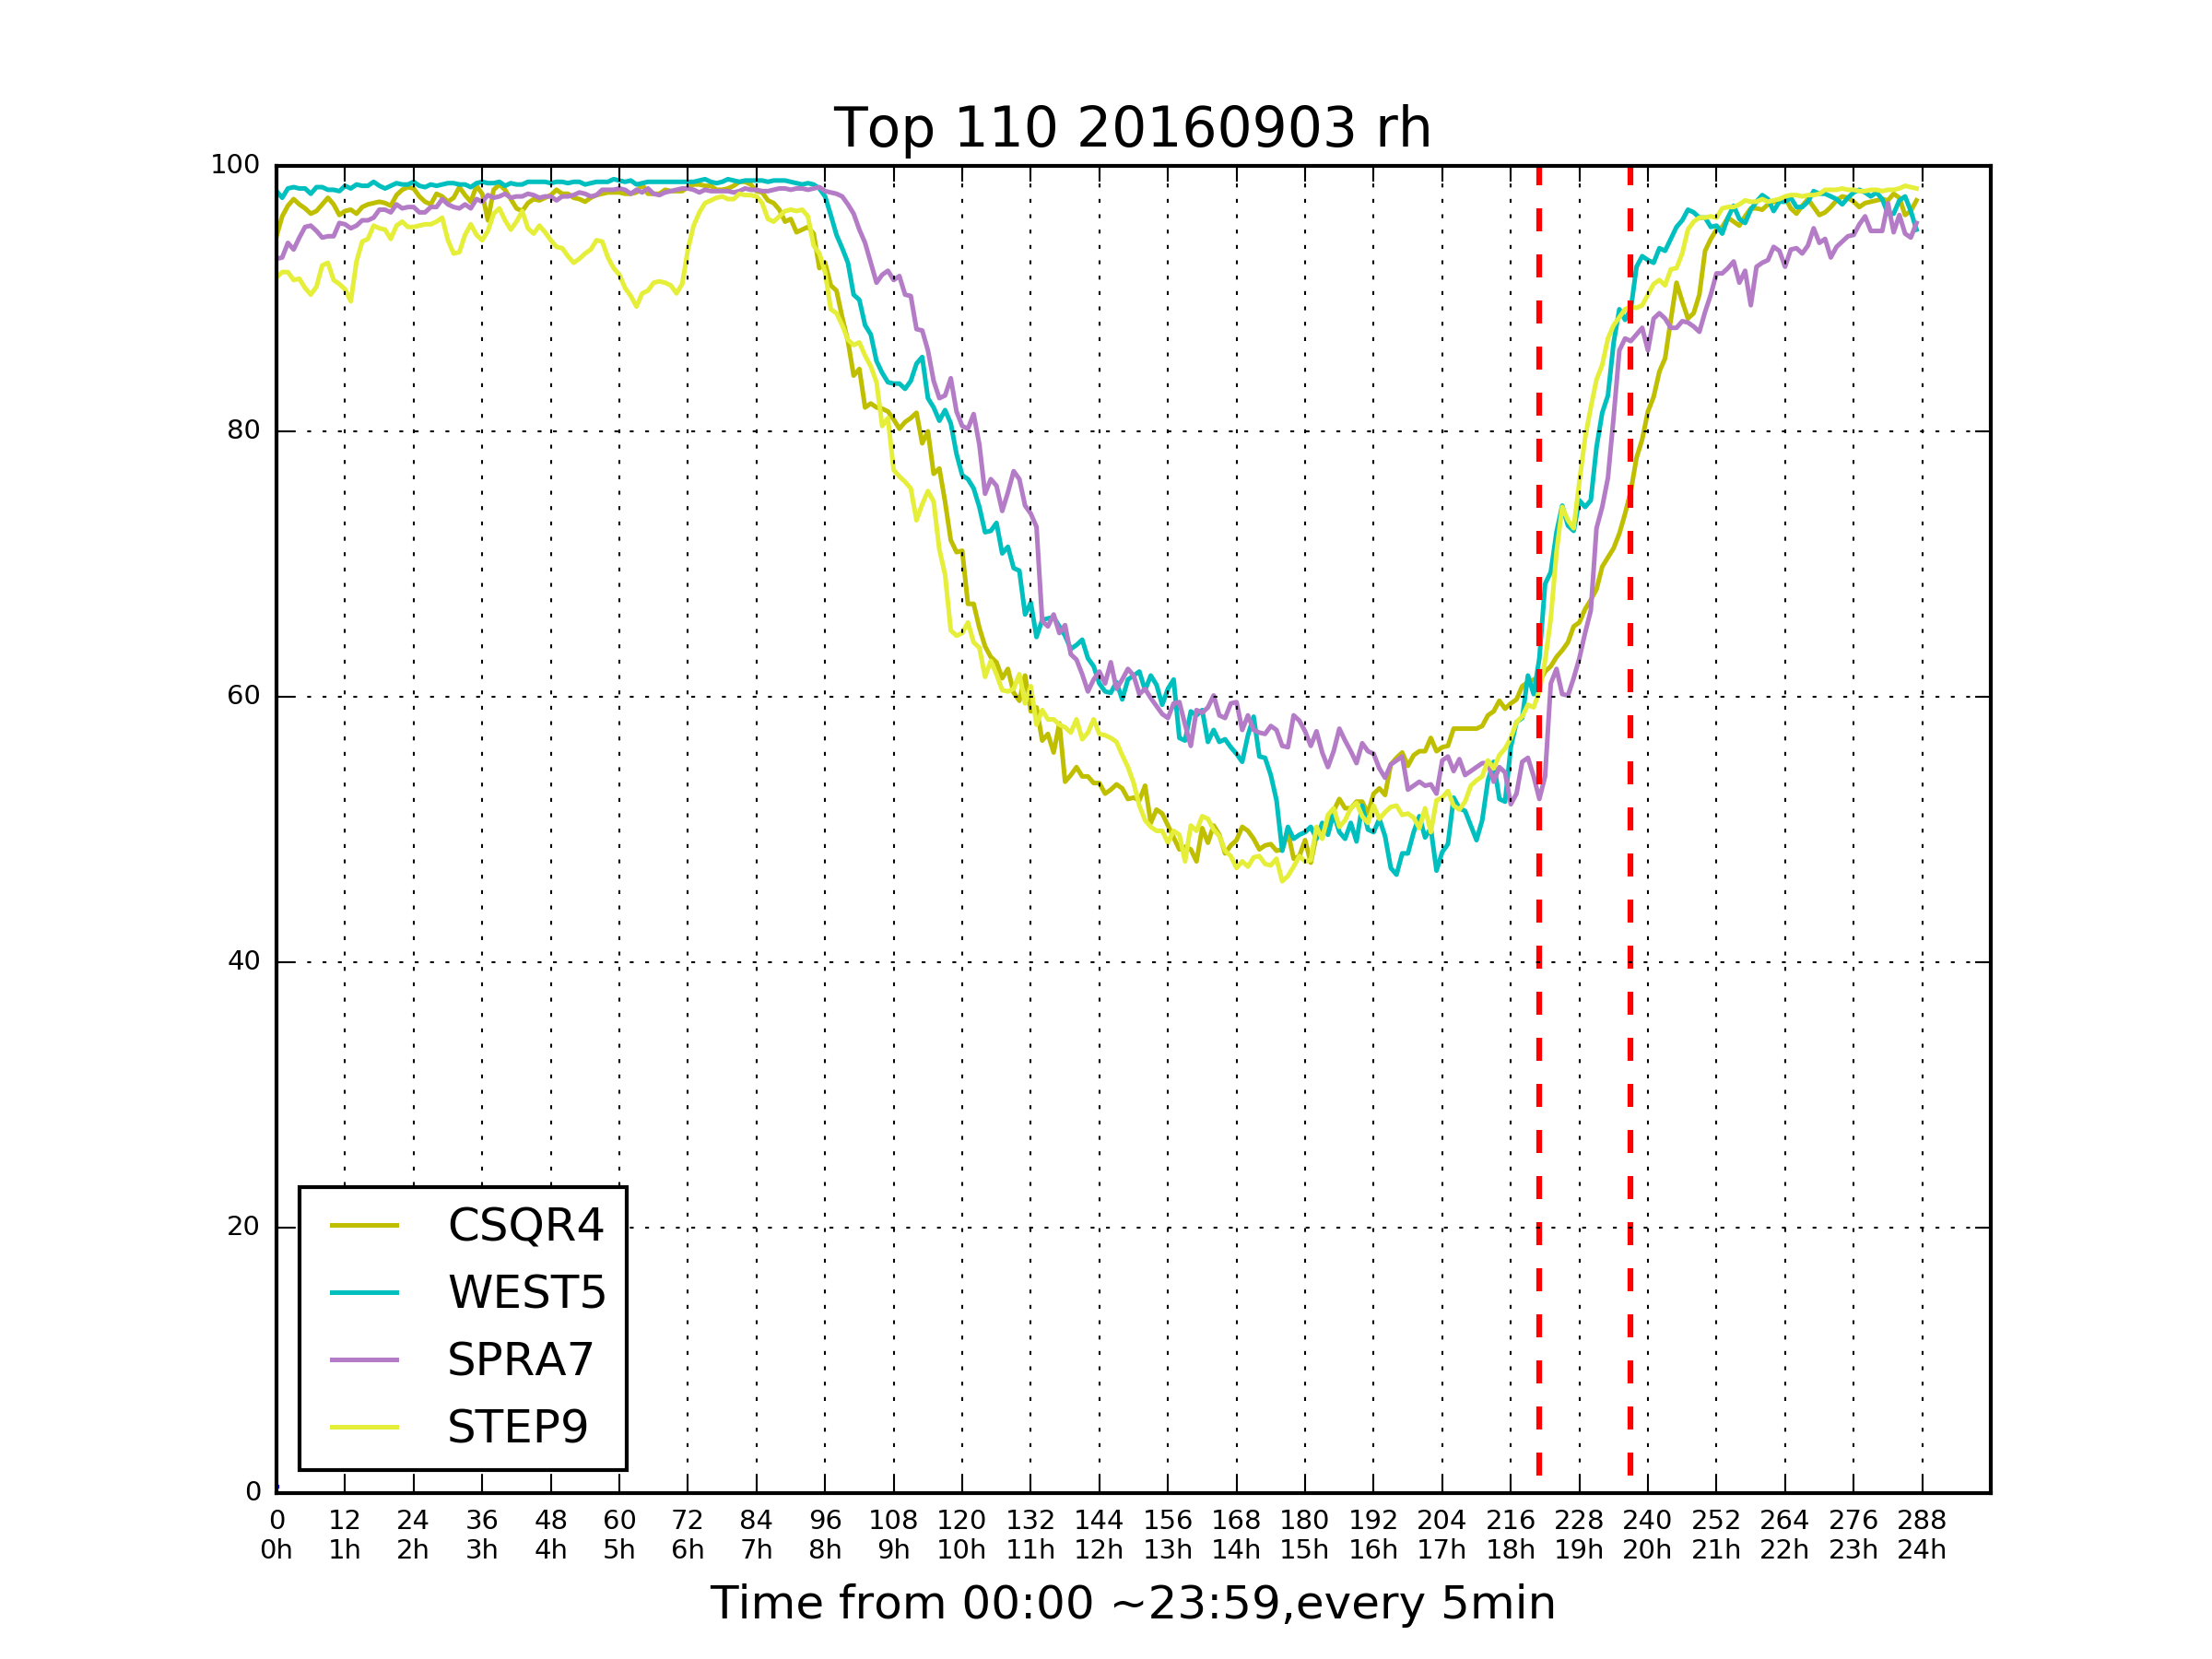 Top 110 20160903 rh
100
80
60
40
20
0
CSQR4
WEST5
SPRA7
STEP9
0 12 24 36 48 60 72 84 96 108 120 132 144 156 168 180 192 204 216 228 240 252 264 276 288
0h 1h 2h 3h 4h 5h 6h 7h 8h 9h 10h 11h 12h 13h 14h 15h 16h 17h 18h 19h 20h 21h 22h 23h 24h
Time from 00:00 ~23:59,every 5min